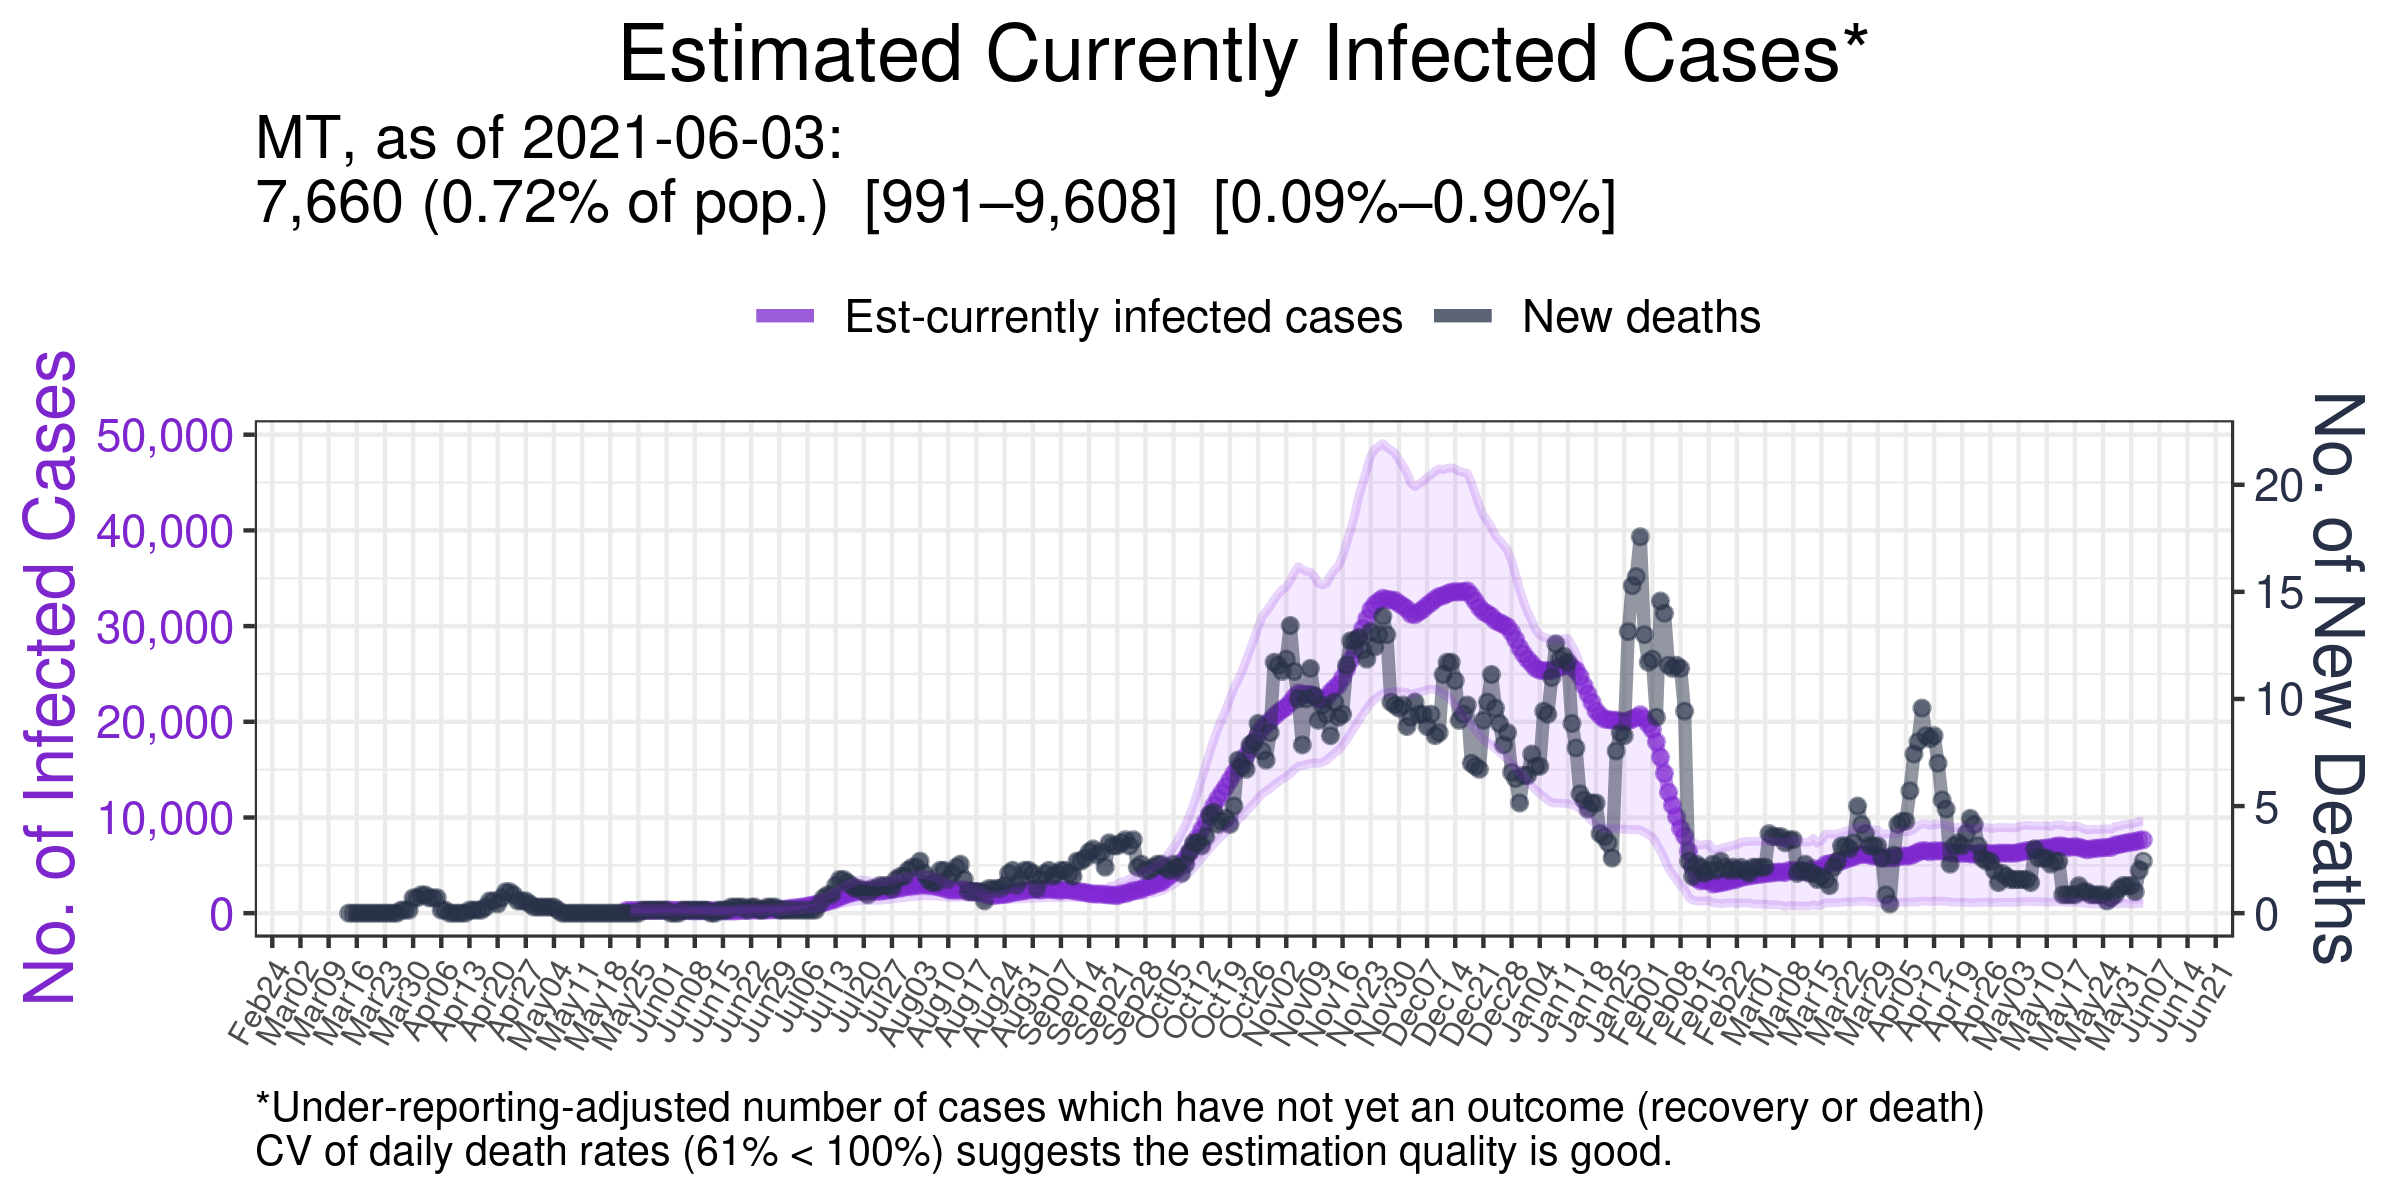 Estimated Currently Infected Cases*
MT, as of 2021-06-03:
7,660 (0.72% of pop.)  [991–9,608]  [0.09%–0.90%]
Est-currently infected cases
New deaths
No. of Infected Cases
50,000
40,000
30,000
20,000
10,000
0
No. of New Deaths
20
15
10
5
0
Feb24
Mar02
Mar09
Mar16
Mar23
Mar30
Apr06
Apr13
Apr20
Apr27
May04
May11
May18
May25
Jun01
Jun08
Jun15
Jun22
Jun29
Jul06
Jul13
Jul20
Jul27
Aug03
Aug10
Aug17
Aug24
Aug31
Sep07
Sep14
Sep21
Sep28
Oct05
Oct12
Oct19
Oct26
Nov02
Nov09
Nov16
Nov23
Nov30
Dec07
Dec14
Dec21
Dec28
Jan04
Jan11
Jan18
Jan25
Feb01
Feb08
Feb15
Feb22
Mar01
Mar08
Mar15
Mar22
Mar29
Apr05
Apr12
Apr19
Apr26
May03
May10
May17
May24
May31
Jun07
Jun14
Jun21
*Under-reporting-adjusted number of cases which have not yet an outcome (recovery or death)
CV of daily death rates (61% < 100%) suggests the estimation quality is good.